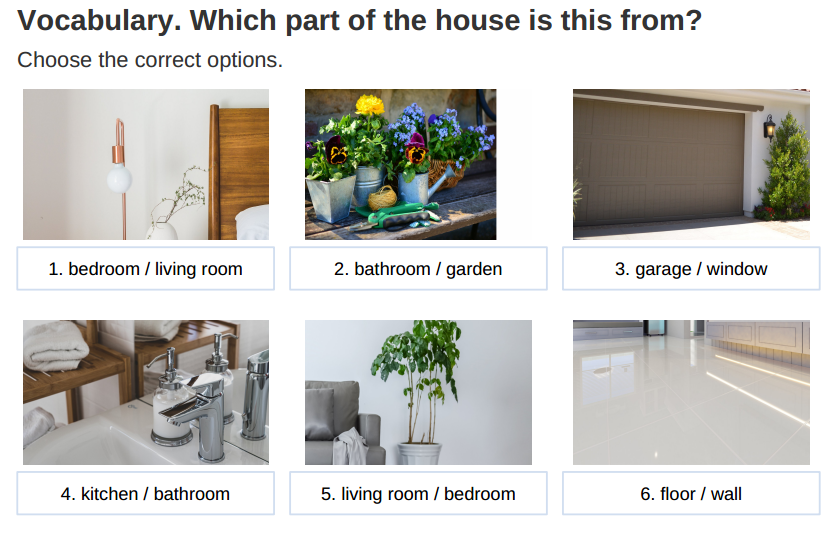 Vocabulary. Which part of the house is this from?
Choose the correct options.
1. bedroom / living room
2. bathroom / garden
3. garage / window
4. kitchen / bathroom
5. living room / bedroom
6. floor / wall